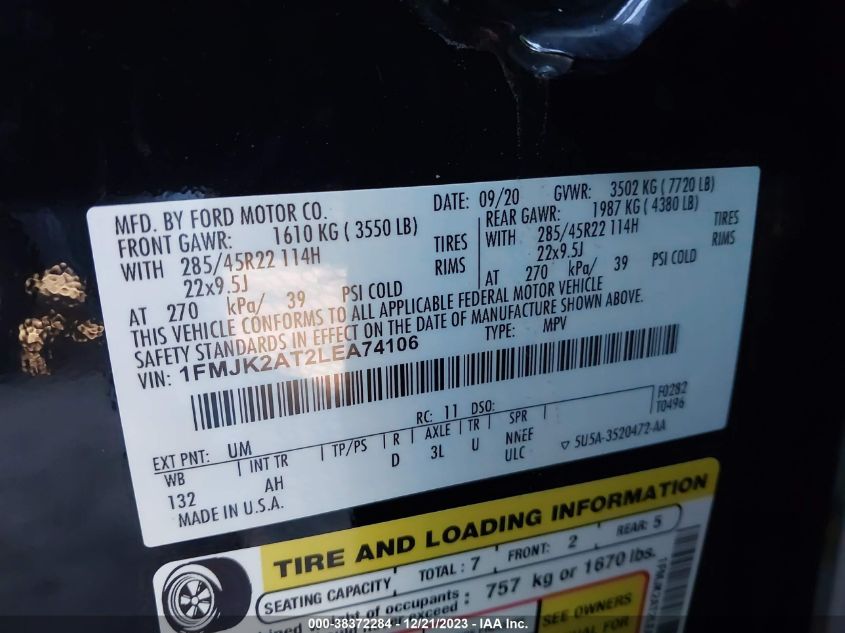 MFD. BY FORD MOTOR CO. DATE: 09/20 GVWR: 3502 KG ( 7720 LB)
FRONT GAWR: 1610 KG ( 3550 LB) REAR GAWR: 1987 KG ( 4380 LB)
WITH 285/45R22 114H TIRES 285/45R22 114H TIRES
22x9.5J RIMS 22x9.5J RIMS
AT 270 kPa/ 39 PSI COLD AT 270 kPa/ 39 PSI COLD
THIS VEHICLE CONFORMS TO ALL APPLICABLE FEDERAL MOTOR VEHICLE
SAFETY STANDARDS IN EFFECT ON THE DATE OF MANUFACTURE SHOWN ABOVE.
VIN: 1FMJK2AT2LEA74106 TYPE: MPV
F0282
T0496
EXT PNT: UM RC: 11 DSO:
WB INT TR TP/PS R AXLE TR SPR
132 AH D 3L U NNEF
ULC ▽ 5U5A-3520472-AA
MADE IN U.S.A.
TIRE AND LOADING INFORMATION
SEATING CAPACITY TOTAL : 7 FRONT: 2 REAR: 5
of occupants : 757 kg or 1670 lbs.
SEE OWNERS
000-38372284 / 12/21/2023 - IAA Inc.